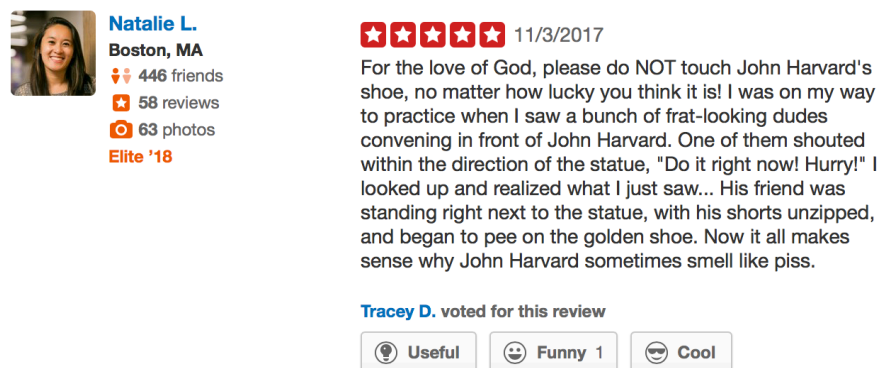 Natalie L.
Boston, MA
446 friends
58 reviews
63 photos
Elite ’18
11/3/2017
For the love of God, please do NOT touch John Harvard's
shoe, no matter how lucky you think it is! I was on my way
to practice when I saw a bunch of frat-looking dudes
convening in front of John Harvard. One of them shouted
within the direction of the statue, "Do it right now! Hurry!" I
looked up and realized what I just saw... His friend was
standing right next to the statue, with his shorts unzipped,
and began to pee on the golden shoe. Now it all makes
sense why John Harvard sometimes smell like piss.
Tracey D. voted for this review
Useful
Funny 1
Cool